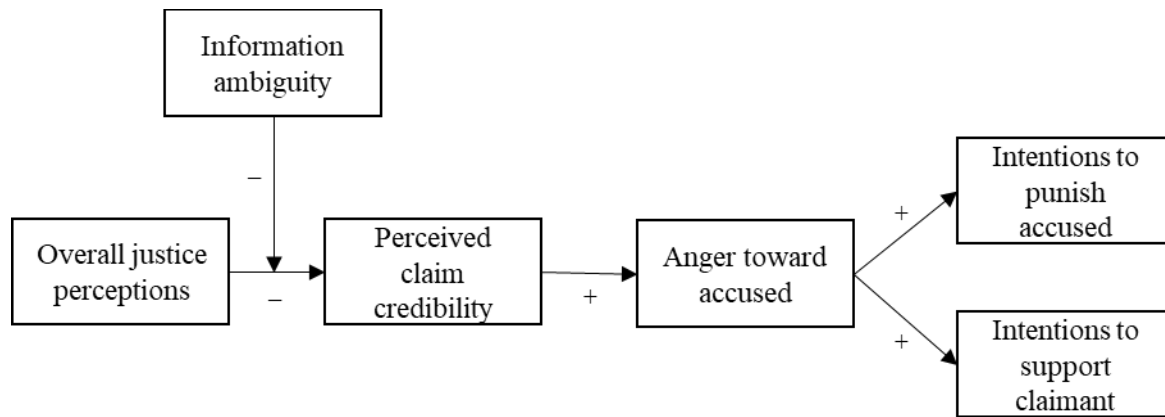 Information
ambiguity
–
Overall justice
perceptions
–
Perceived
claim
credibility
+
Anger toward
accused
+
+
Intentions to
punish
accused
Intentions to
support
claimant